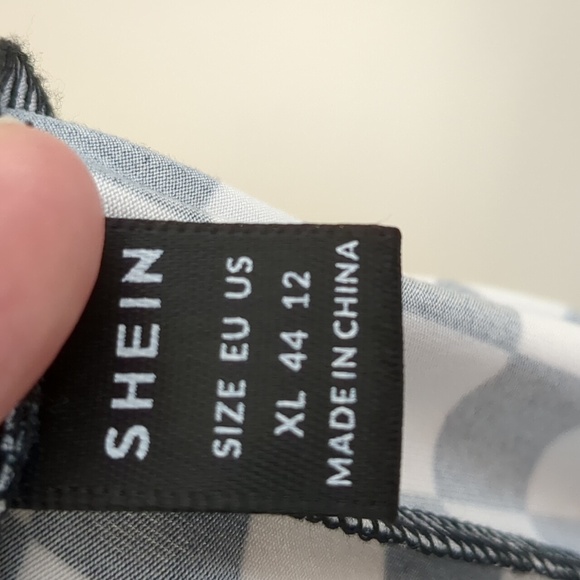 SHEIN
SIZE EU US
XL 44 12
MADE IN CHINA